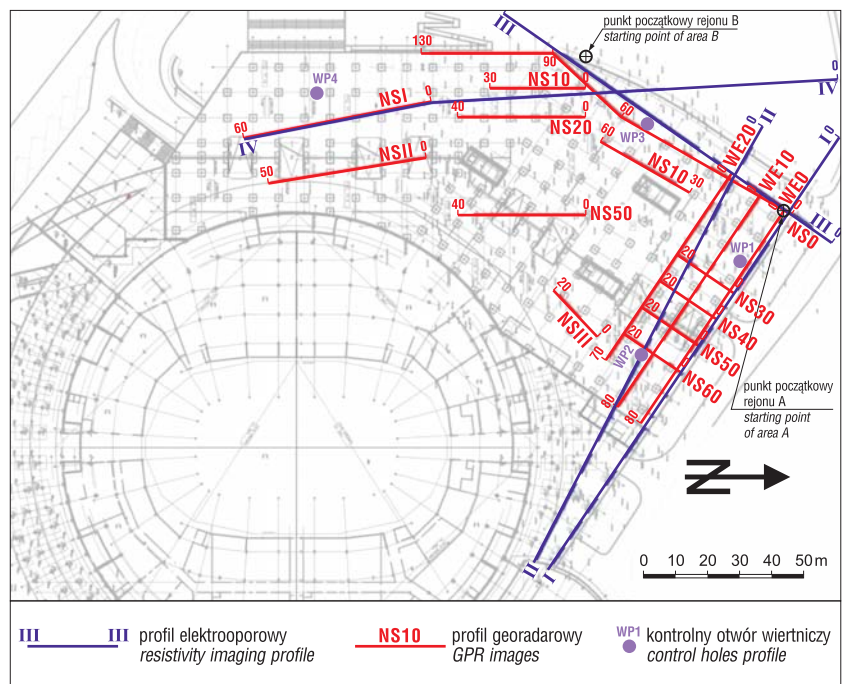 III
punkt początkowy rejonu B
starting point of area B
130
90
0
WP4
30
NS10
0
IV
NSI
0
40
0
NS20
60
60
WP3
60
IV
NSII
0
50
NS10
30
WE20
0
II
WE10
I
0
WE0
0
0
III
0
NS0
40
0
NS50
WP1
20
20
NS30
20
NSIII
0
20
NS40
20
NS50
70
WP2
NS60
80
80
punkt początkowy
rejonu A
starting point
of area A
N
0 10 20 30 40 50 m
II
I
III III profil elektrooporowy
resistivity imaging profile
NS10 profil georadarowy
GPR images
WP1 kontrolny otwór wiertniczy
control holes profile